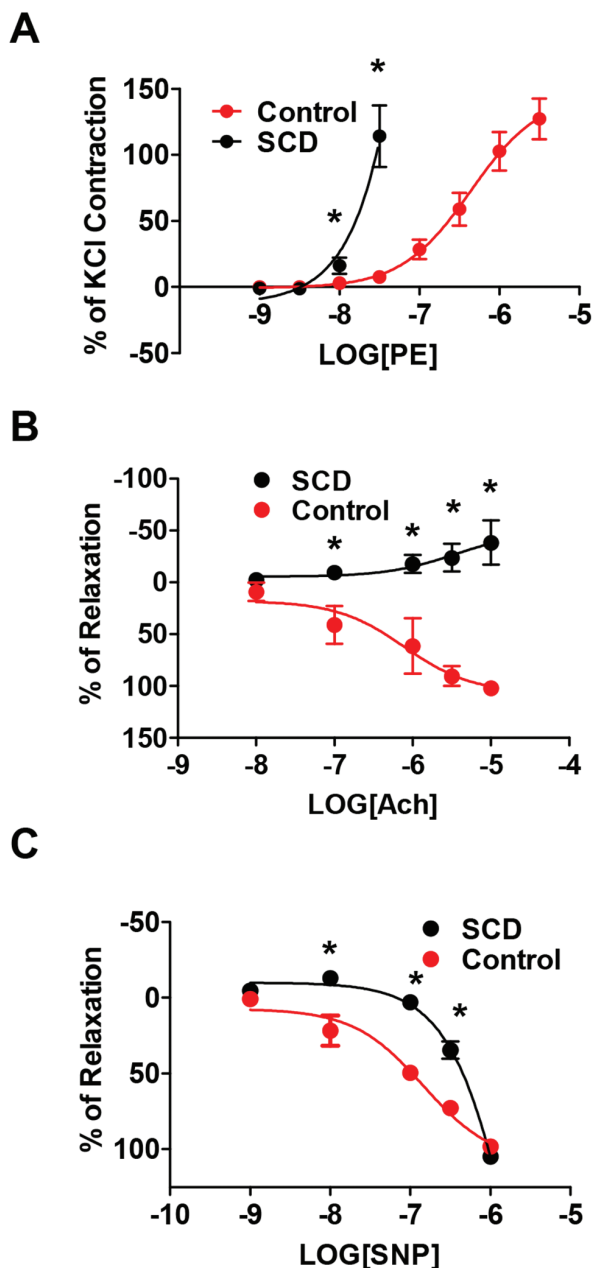 A
% of KCl Contraction
150
100
50
0
-50
Control
SCD
*
*
-9
-8
-7
-6
-5
LOG[PE]
B
% of Relaxation
-100
-50
0
50
100
150
SCD
Control
*
*
*
*
-9
-8
-7
-6
-5
-4
LOG[Ach]
C
% of Relaxation
-50
0
50
100
SCD
Control
*
*
*
-10
-9
-8
-7
-6
-5
LOG[SNP]